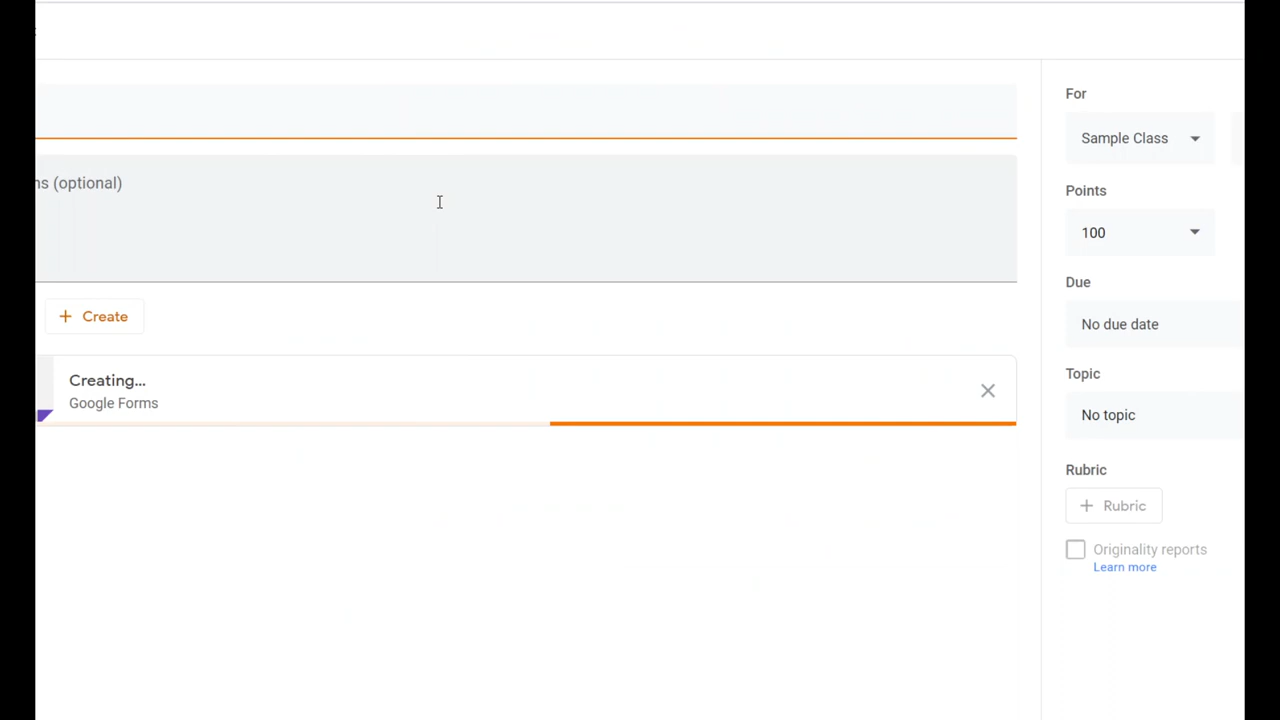 For
Sample Class
ns (optional)
Points
100
Due
+ Create
No due date
Creating...
Google Forms
Topic
No topic
Rubric
+ Rubric
Originality reports
Learn more